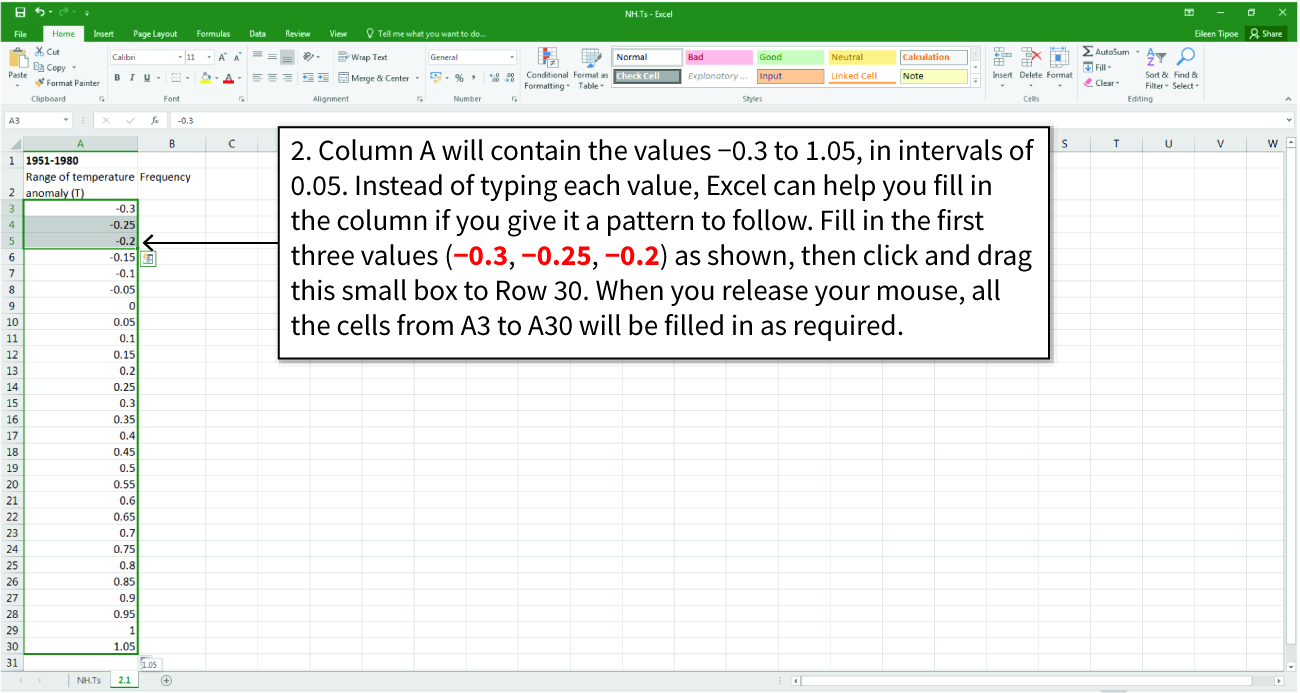 NH.Ts - Excel
File Home Insert Page Layout Formulas Data Review View Tell me what you want to do... Eileen Tipoe Share
Paste
Cut
Copy
Format Painter
Clipboard
Calibri 11
B I U
Font
Wrap Text
Merge & Center
Alignment
General
%
Number
Conditional Formatting
Format as Table
Normal Bad Good Neutral Calculation
Check Cell Explanatory ... Input Linked Cell Note
Styles
Insert Delete Format
Cells
AutoSum
Fill
Clear
Sort & Filter
Find & Select
Editing
A3 fx -0.3
A B C S T U V W
1 1951-1980
2 Range of temperature anomaly (T) Frequency
3 -0.3
4 -0.25
5 -0.2
6 -0.15
7 -0.1
8 -0.05
9 0
10 0.05
11 0.1
12 0.15
13 0.2
14 0.25
15 0.3
16 0.35
17 0.4
18 0.45
19 0.5
20 0.55
21 0.6
22 0.65
23 0.7
24 0.75
25 0.8
26 0.85
27 0.9
28 0.95
29 1
30 1.05
31
1.05
2. Column A will contain the values −0.3 to 1.05, in intervals of
0.05. Instead of typing each value, Excel can help you fill in
the column if you give it a pattern to follow. Fill in the first
three values (−0.3, −0.25, −0.2) as shown, then click and drag
this small box to Row 30. When you release your mouse, all
the cells from A3 to A30 will be filled in as required.
NH.Ts 2.1